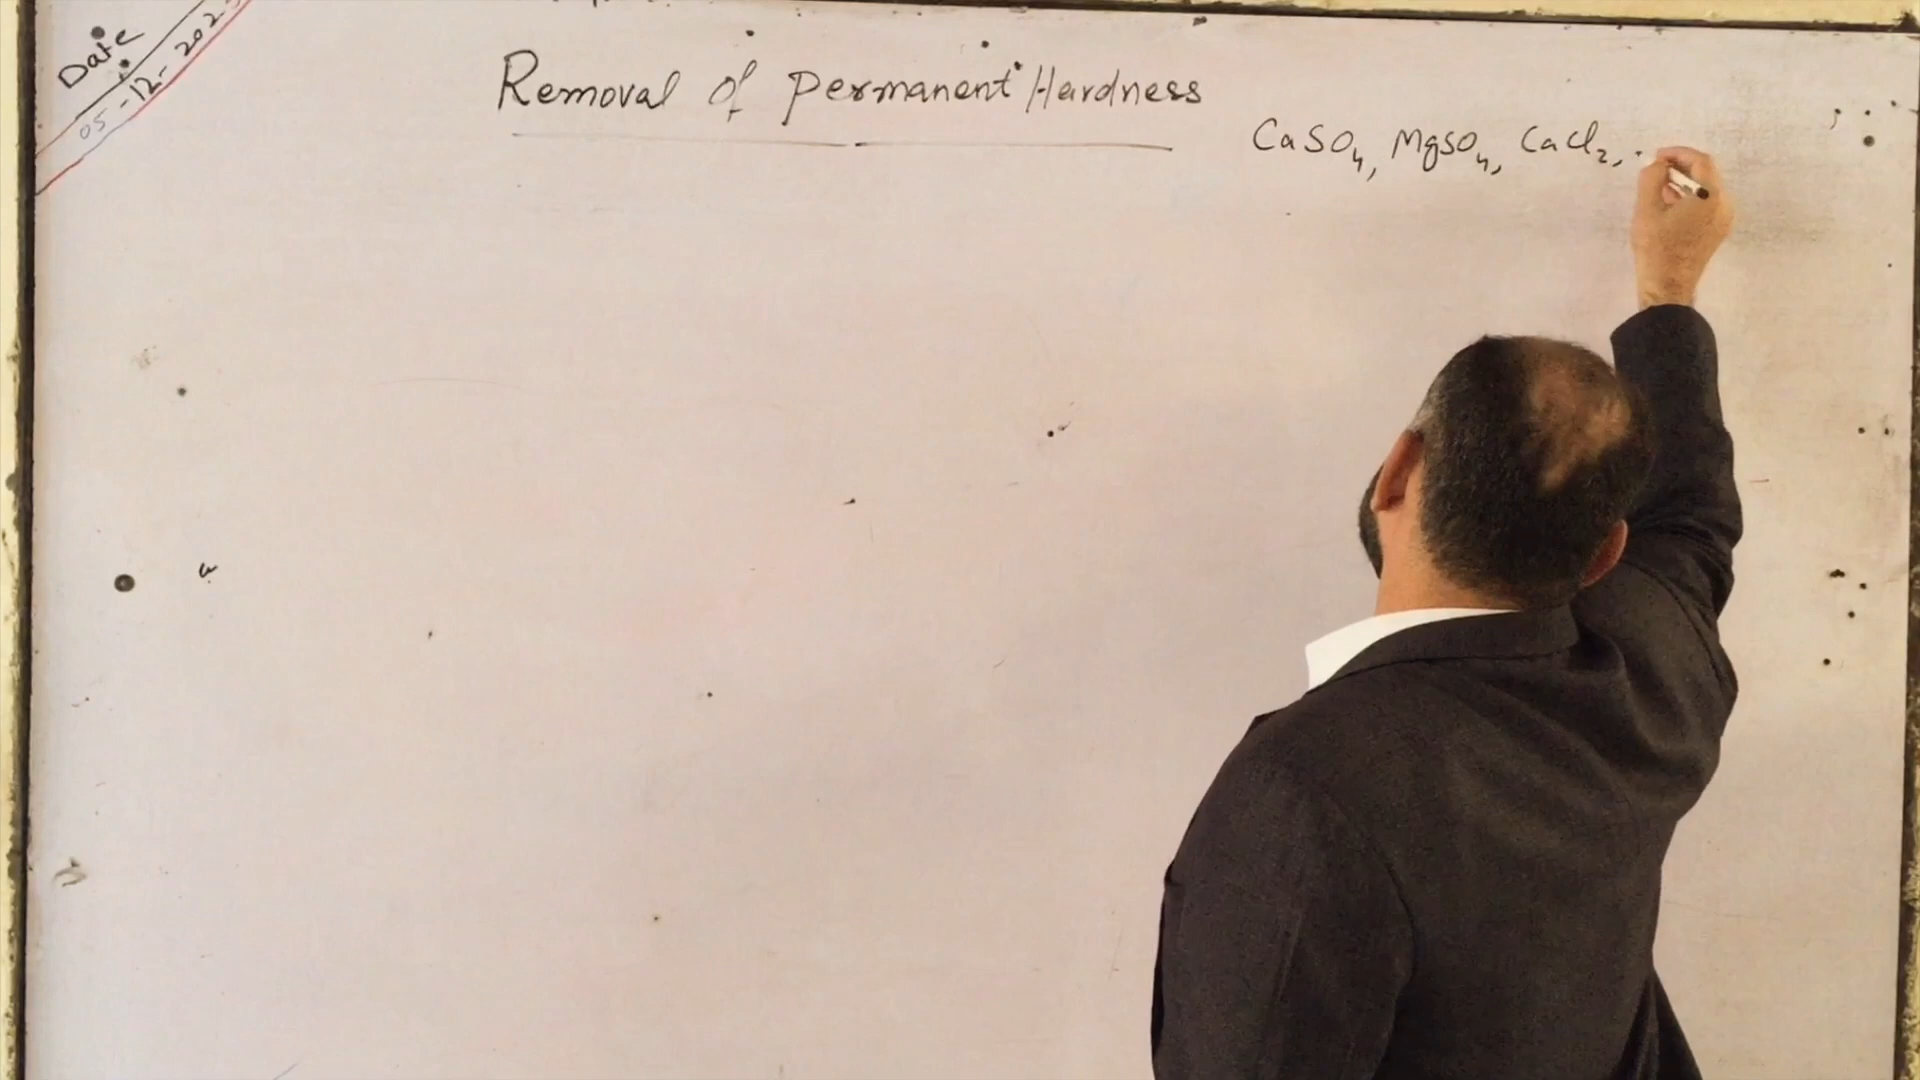 Date
05-12-202
Removal of Permanent Hardness
CaSO4, MgSO4, CaCl2,